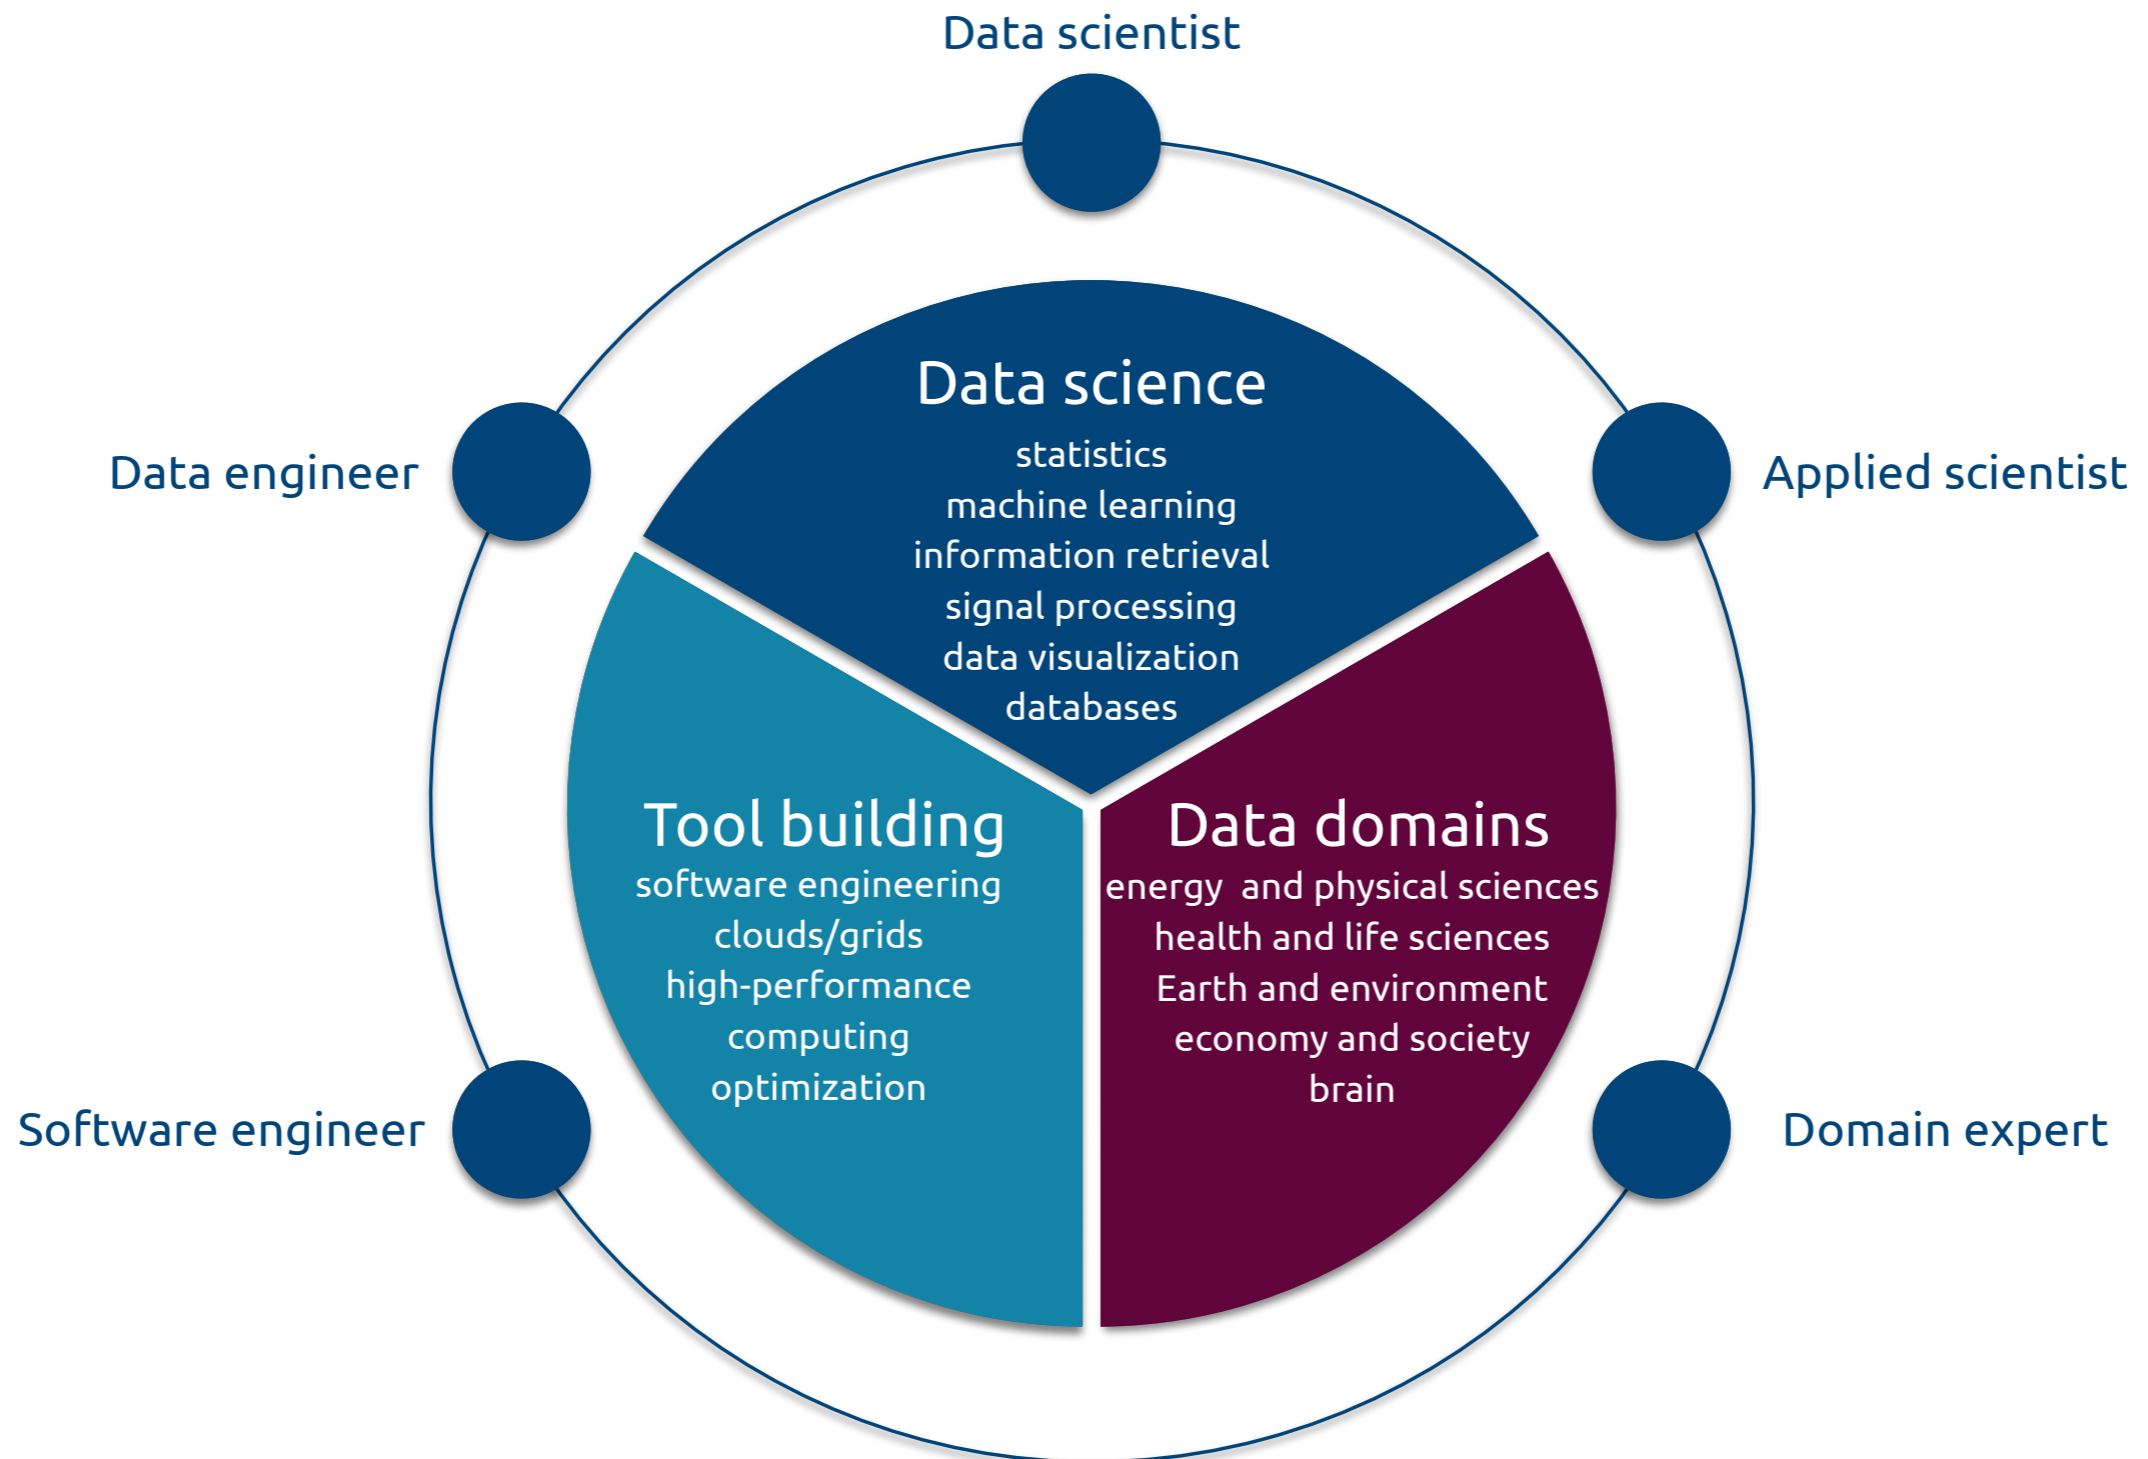 Data scientist
Data engineer
Applied scientist
Data science
statistics
machine learning
information retrieval
signal processing
data visualization
databases
Tool building
software engineering
clouds/grids
high-performance
computing
optimization
Data domains
energy and physical sciences
health and life sciences
Earth and environment
economy and society
brain
Software engineer
Domain expert